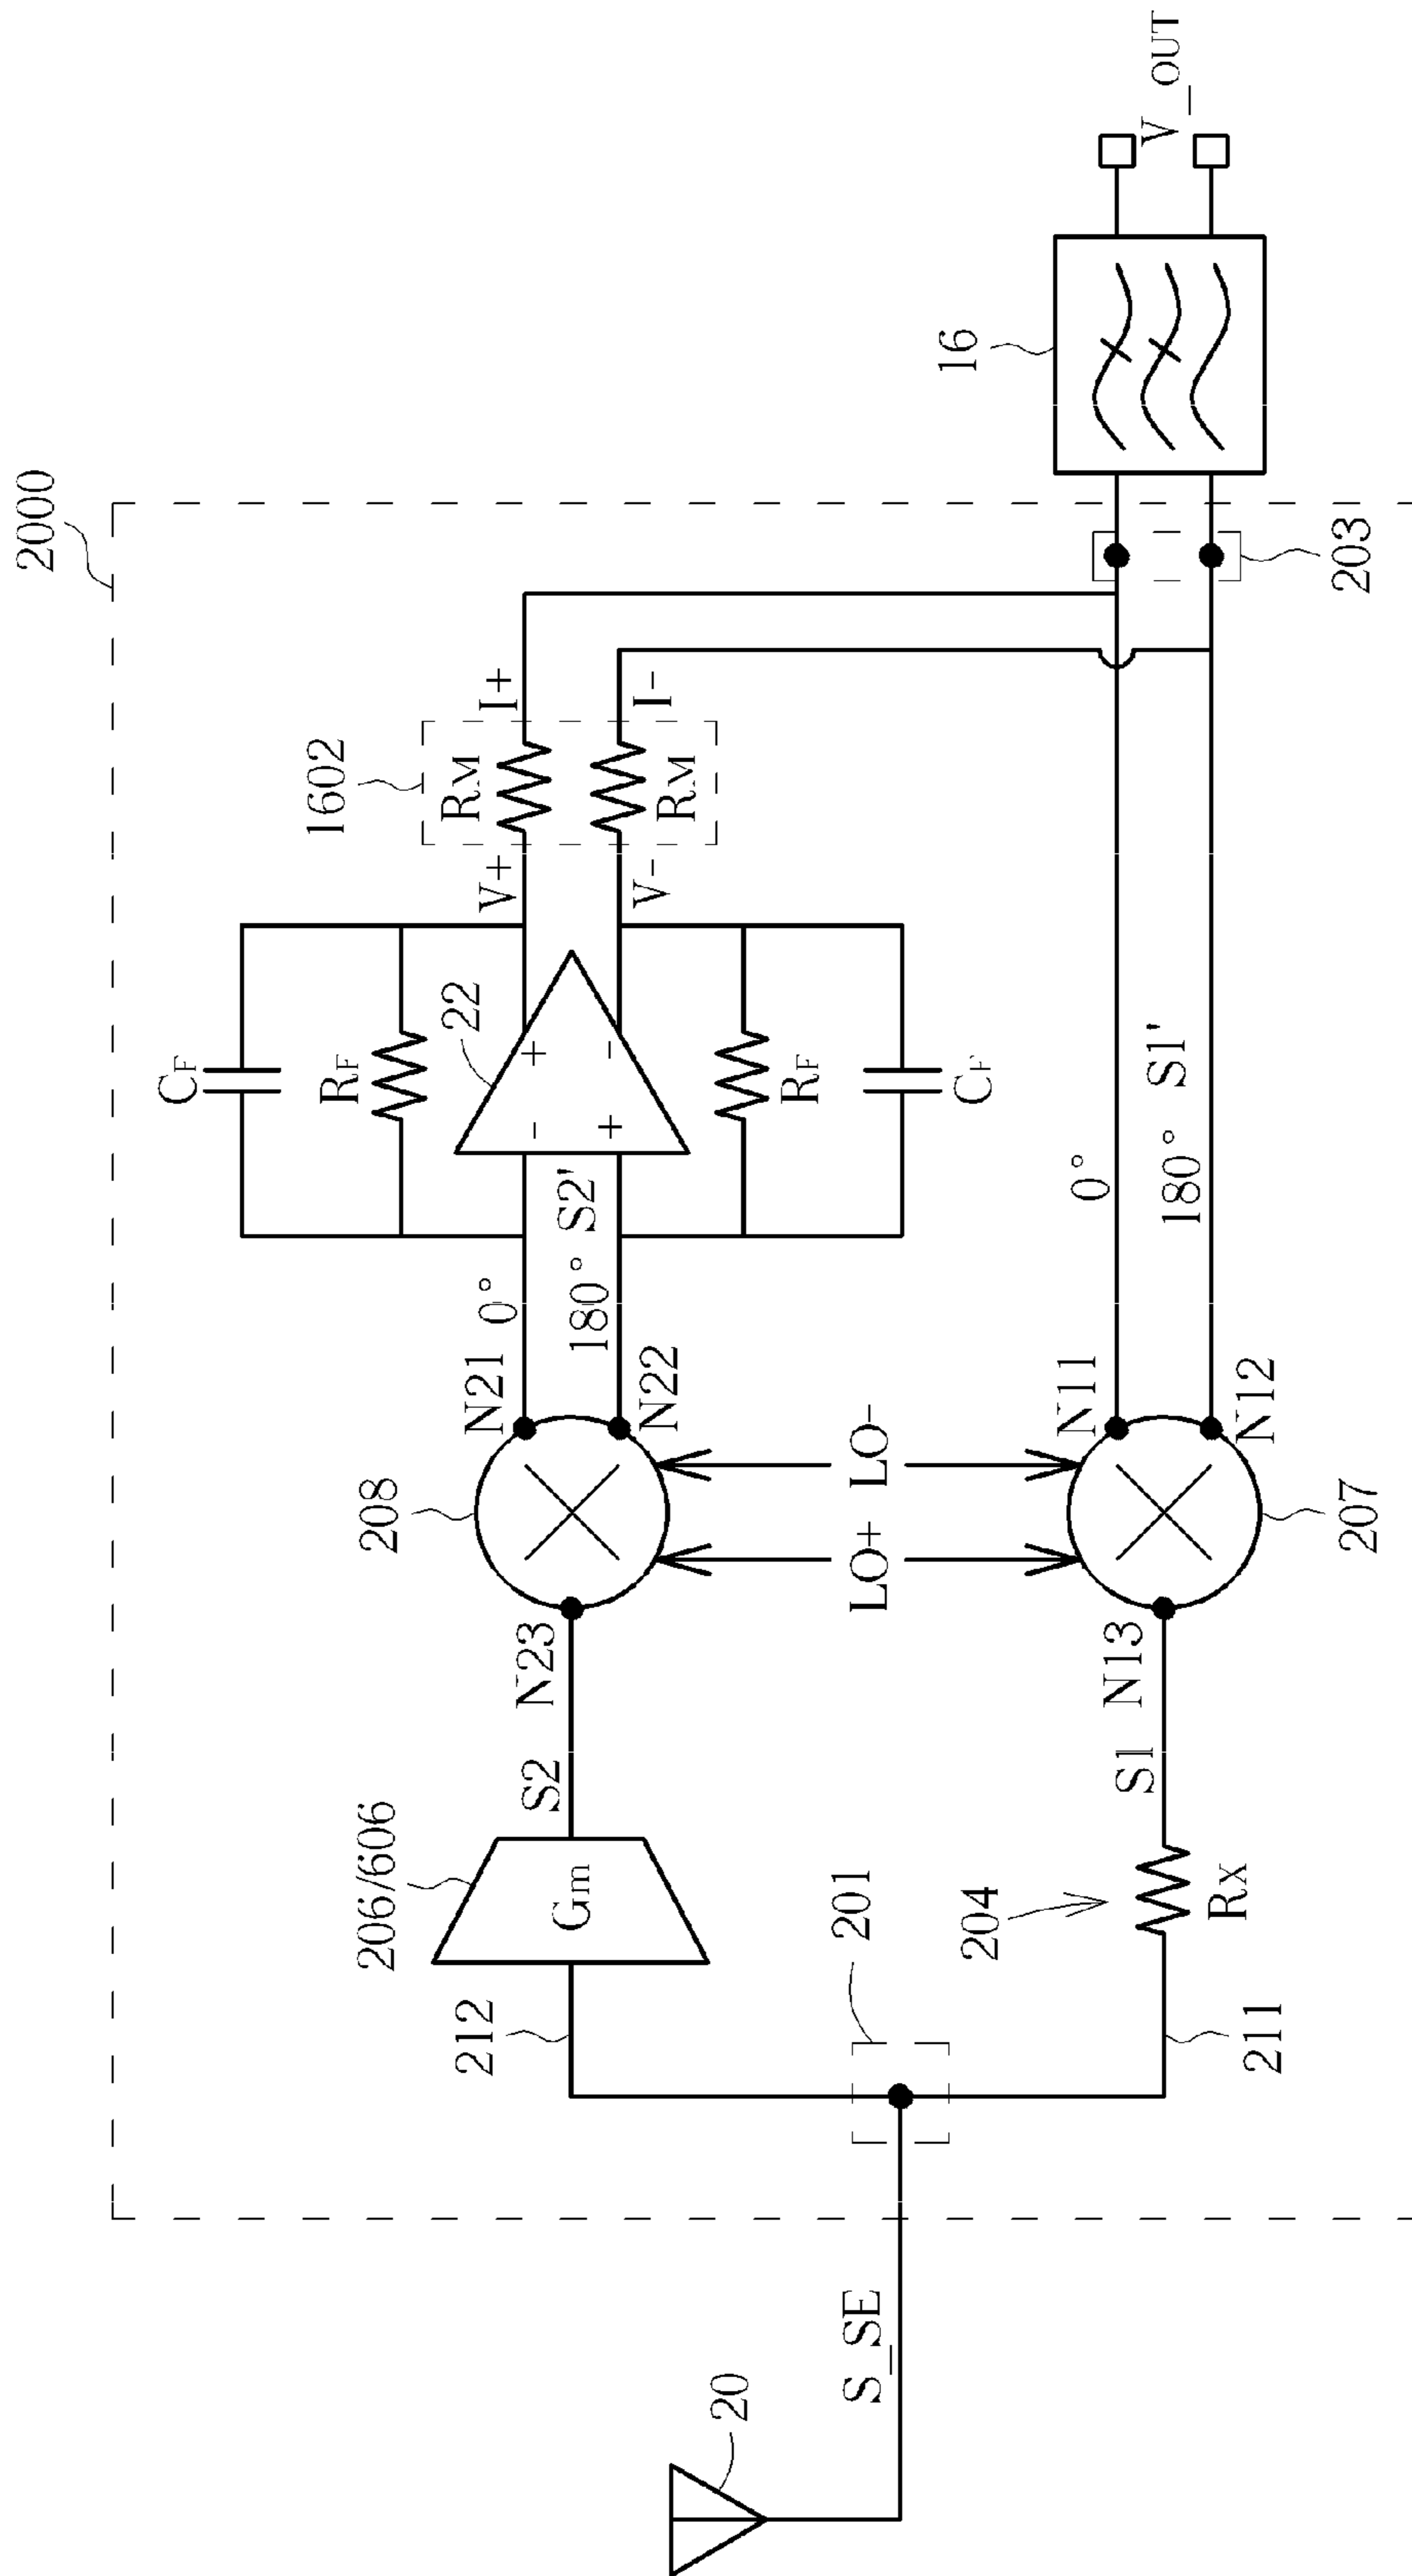 2000
CF
RF
22
V+
RM
I+
1602
V-
RM
I-
RF
CF
208
N21
0°
180°
S2'
N22
N23
S2
206/606
Gm
212
LO+
LO-
201
S_SE
20
204
RX
211
S1
N13
207
N11
N12
0°
180°
S1'
203
16
V_OUT
+
-
-
+